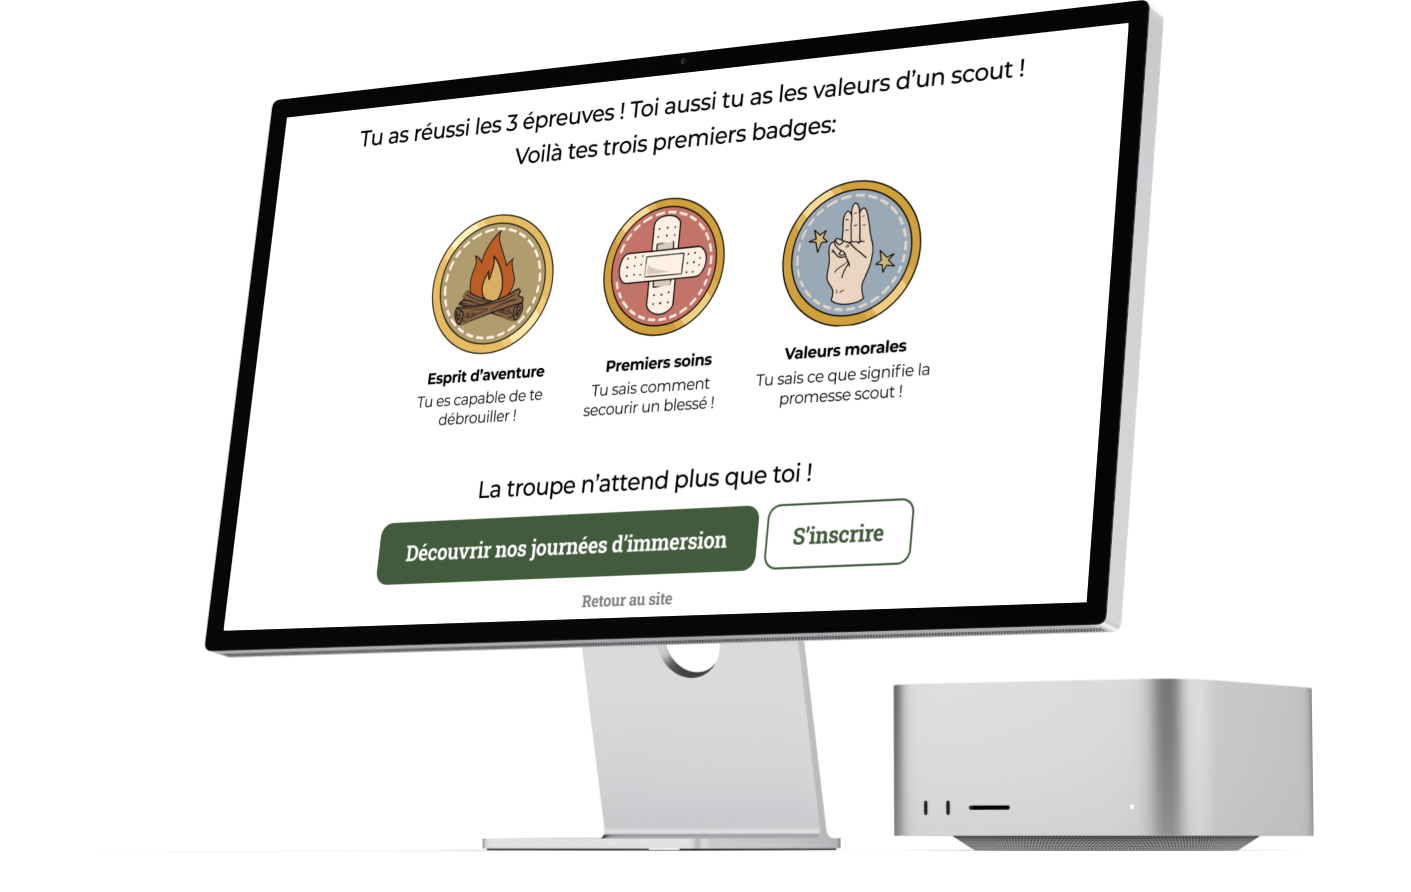 Tu as réussi les 3 épreuves ! Toi aussi tu as les valeurs d’un scout !
Voilà tes trois premiers badges:
Esprit d’aventure
Tu es capable de te
débrouiller !
Premiers soins
Tu sais comment
secourir un blessé !
Valeurs morales
Tu sais ce que signifie la
promesse scout !
La troupe n’attend plus que toi !
Découvrir nos journées d’immersion
S’inscrire
Retour au site